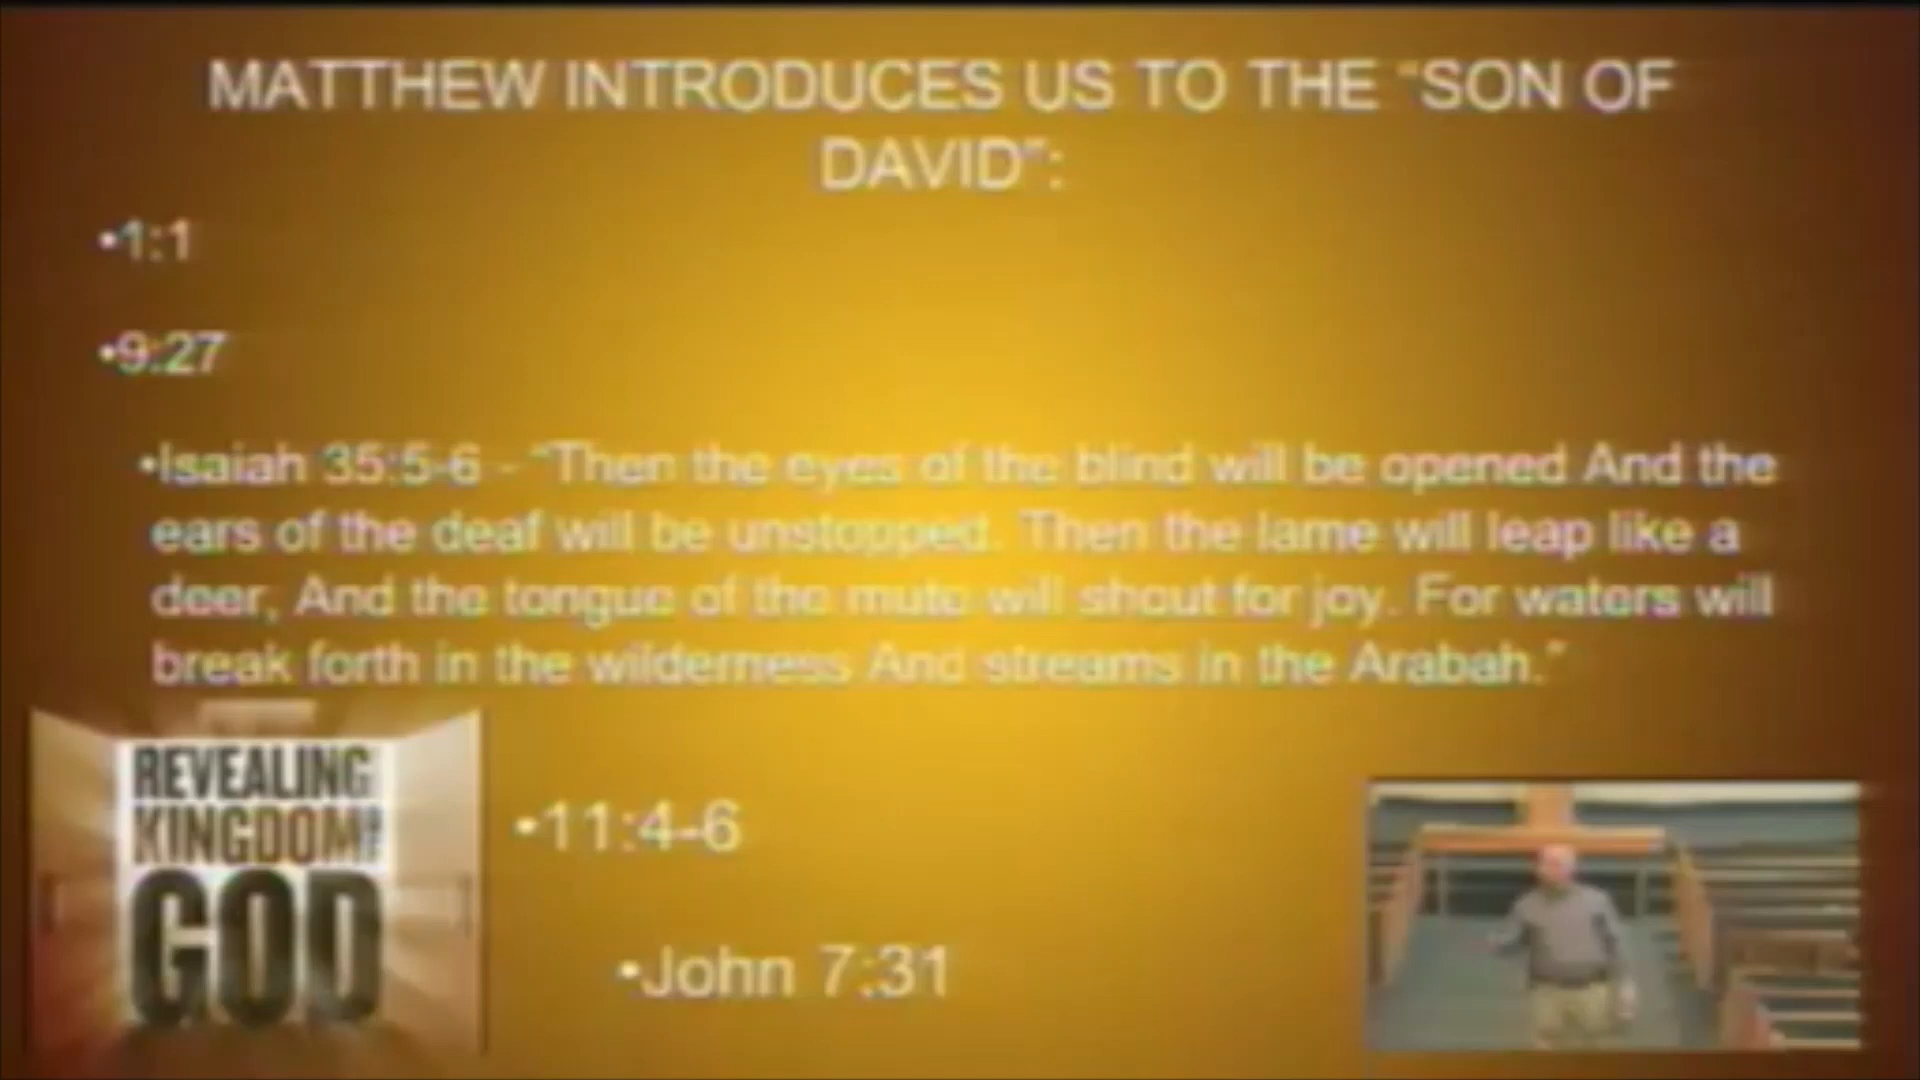 MATTHEW INTRODUCES US TO THE "SON OF
DAVID":
•1:1
•9:27
•Isaiah 35:5-6 - "Then the eyes of the blind will be opened And the
ears of the deaf will be unstopped. Then the lame will leap like a
deer, And the tongue of the mute will shout for joy. For waters will
break forth in the wilderness And streams in the Arabah."
REVEALING
KINGDOM
GOD
•11:4-6
•John 7:31